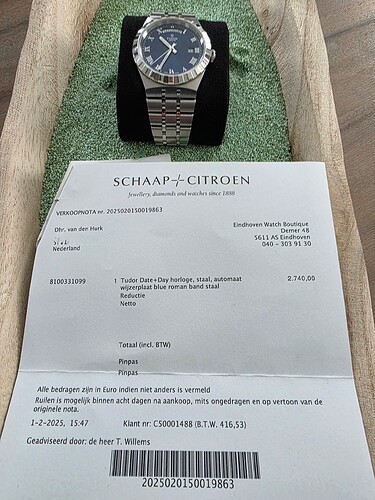 TUDOR
SCHAAP CITROEN
Jewellery, diamonds and watches since 1888
VERKOOPNOTA nr. 2025020150019863
Dhr. van den Hurk
Nederland
Eindhoven Watch Boutique
Demer 48
5611 AS Eindhoven
040 - 303 91 30
8100331099 1 Tudor Date+Day horloge, staal, automaat 2.740,00
wijzerplaat blue roman band staal
Reductie
Netto
Totaal (incl. BTW)
Pinpas
Pinpas
Alle bedragen zijn in Euro indien niet anders is vermeld
Ruilen is mogelijk binnen acht dagen na aankoop, mits ongedragen en op vertoon van de
originele nota.
1-2-2025, 15:47 Klant nr: CS0001488 (B.T.W. 416,53)
Geadviseerd door: de heer T. Willems
2025020150019863